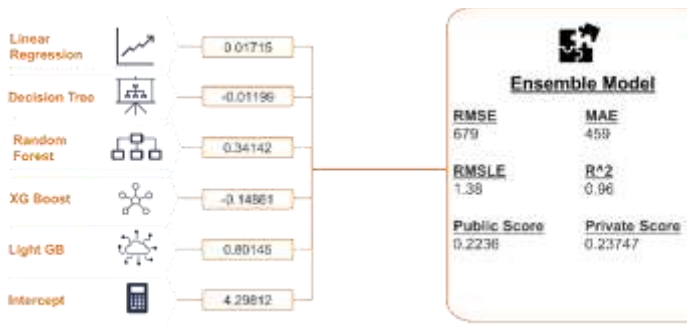 Linear
Regression
0.01715
Decision Tree
-0.01199
Random
Forest
0.34142
XG Boost
-0.14861
Light GB
0.80145
Intercept
4.29812
Ensemble Model
RMSE
MAE
679
459
RMSLE
R^2
1.38
0.96
Public Score
Private Score
0.2236
0.23747